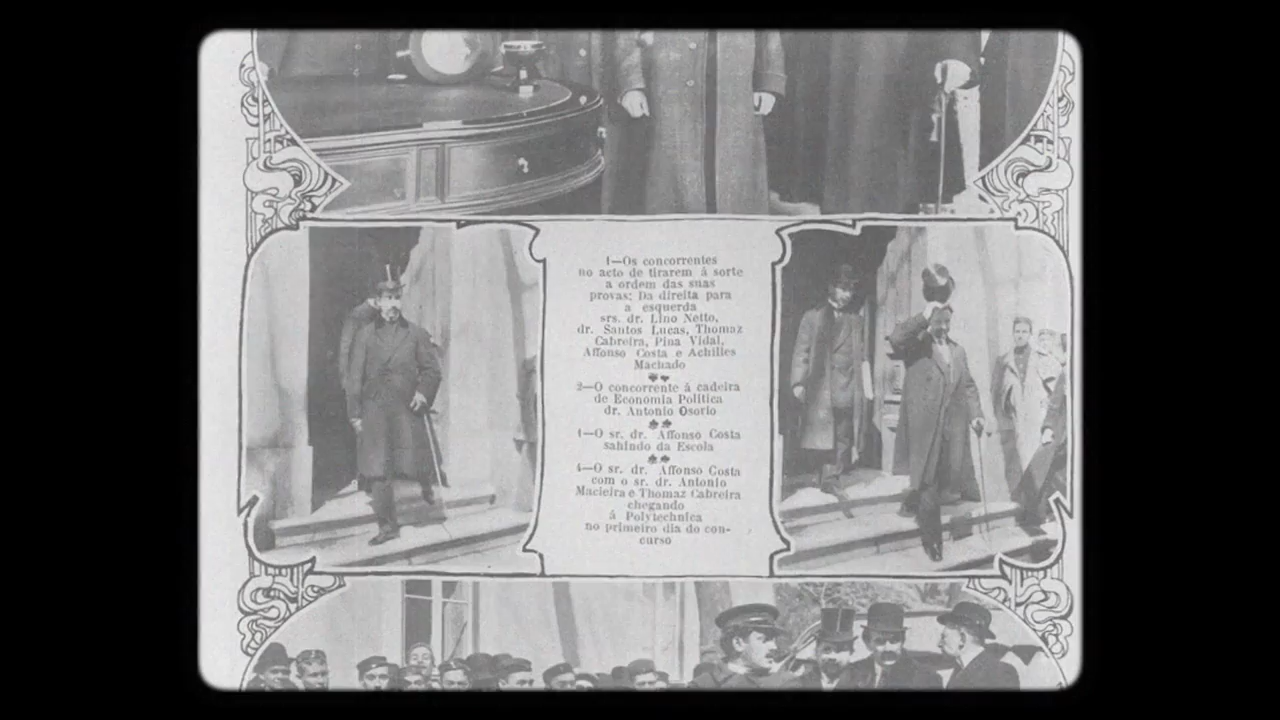 1—Os concorrentes
no acto de tirarem á sorte
a ordem das suas
provas: Da direita para
a esquerda
srs. dr. Lino Netto,
dr. Santos Lucas, Thomaz
Cabreira, Pina Vidal,
Affonso Costa e Achilles
Machado
2—O concorrente á cadeira
de Economia Politica
dr. Antonio Osorio
1—O sr. dr. Affonso Costa
sahindo da Escola
4—O sr. dr. Affonso Costa
com o sr. dr. Antonio
Macieira e Thomaz Cabreira
chegando
á Polytechnica
no primeiro dia do con-
curso